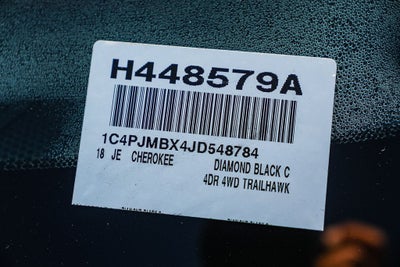 H448579A
1C4PJMBX4JD548784
18 JE CHEROKEE DIAMOND BLACK C
4DR 4WD TRAILHAWK